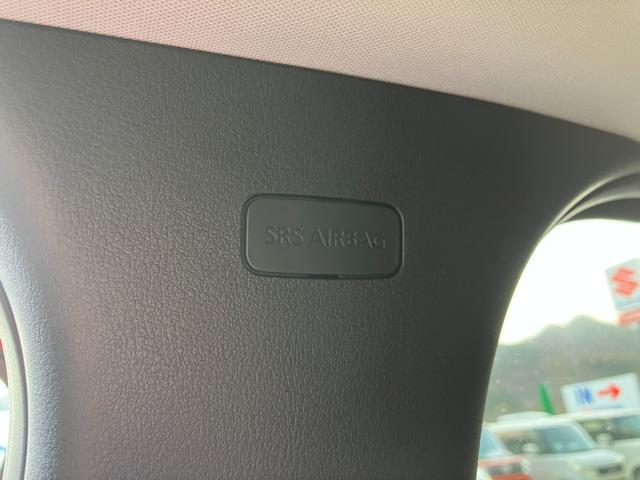 SRS AIRBAG
IN →